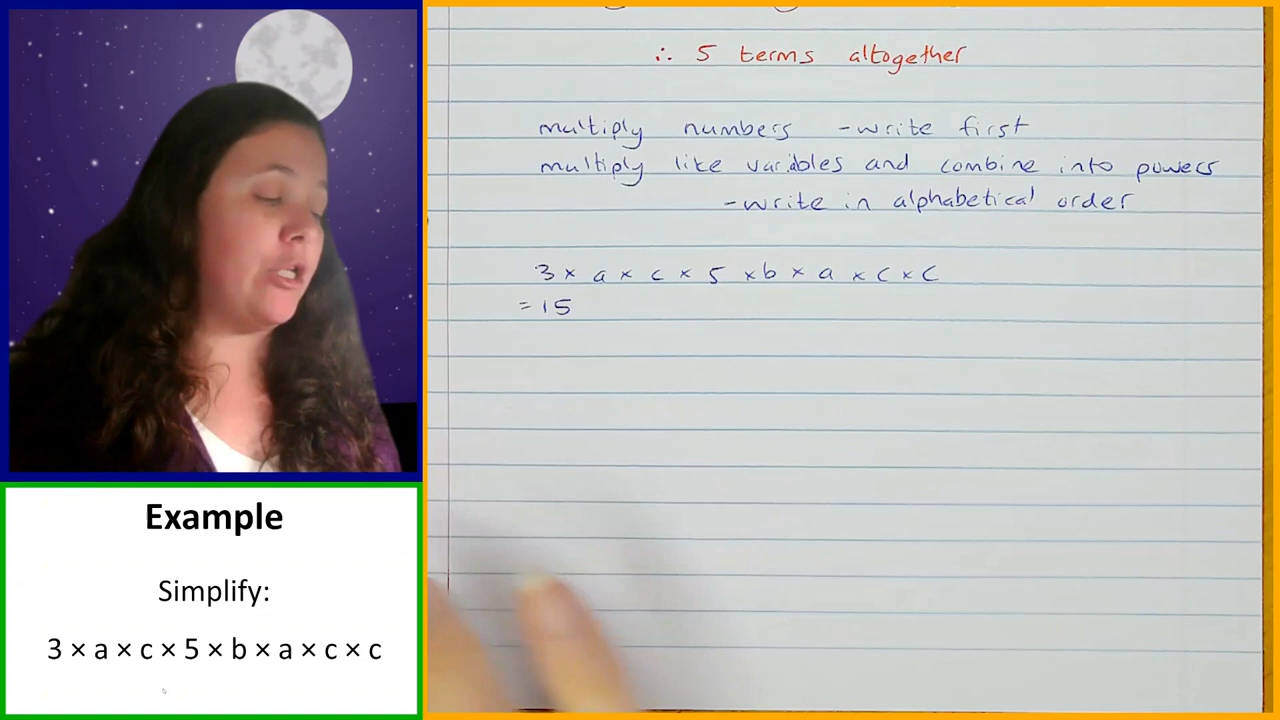 ∴ 5 terms altogether
multiply numbers - write first
multiply like variables and combine into powers
- write in alphabetical order
3 × a × c × 5 × b × a × c × c
= 15
Example
Simplify:
3 × a × c × 5 × b × a × c × c